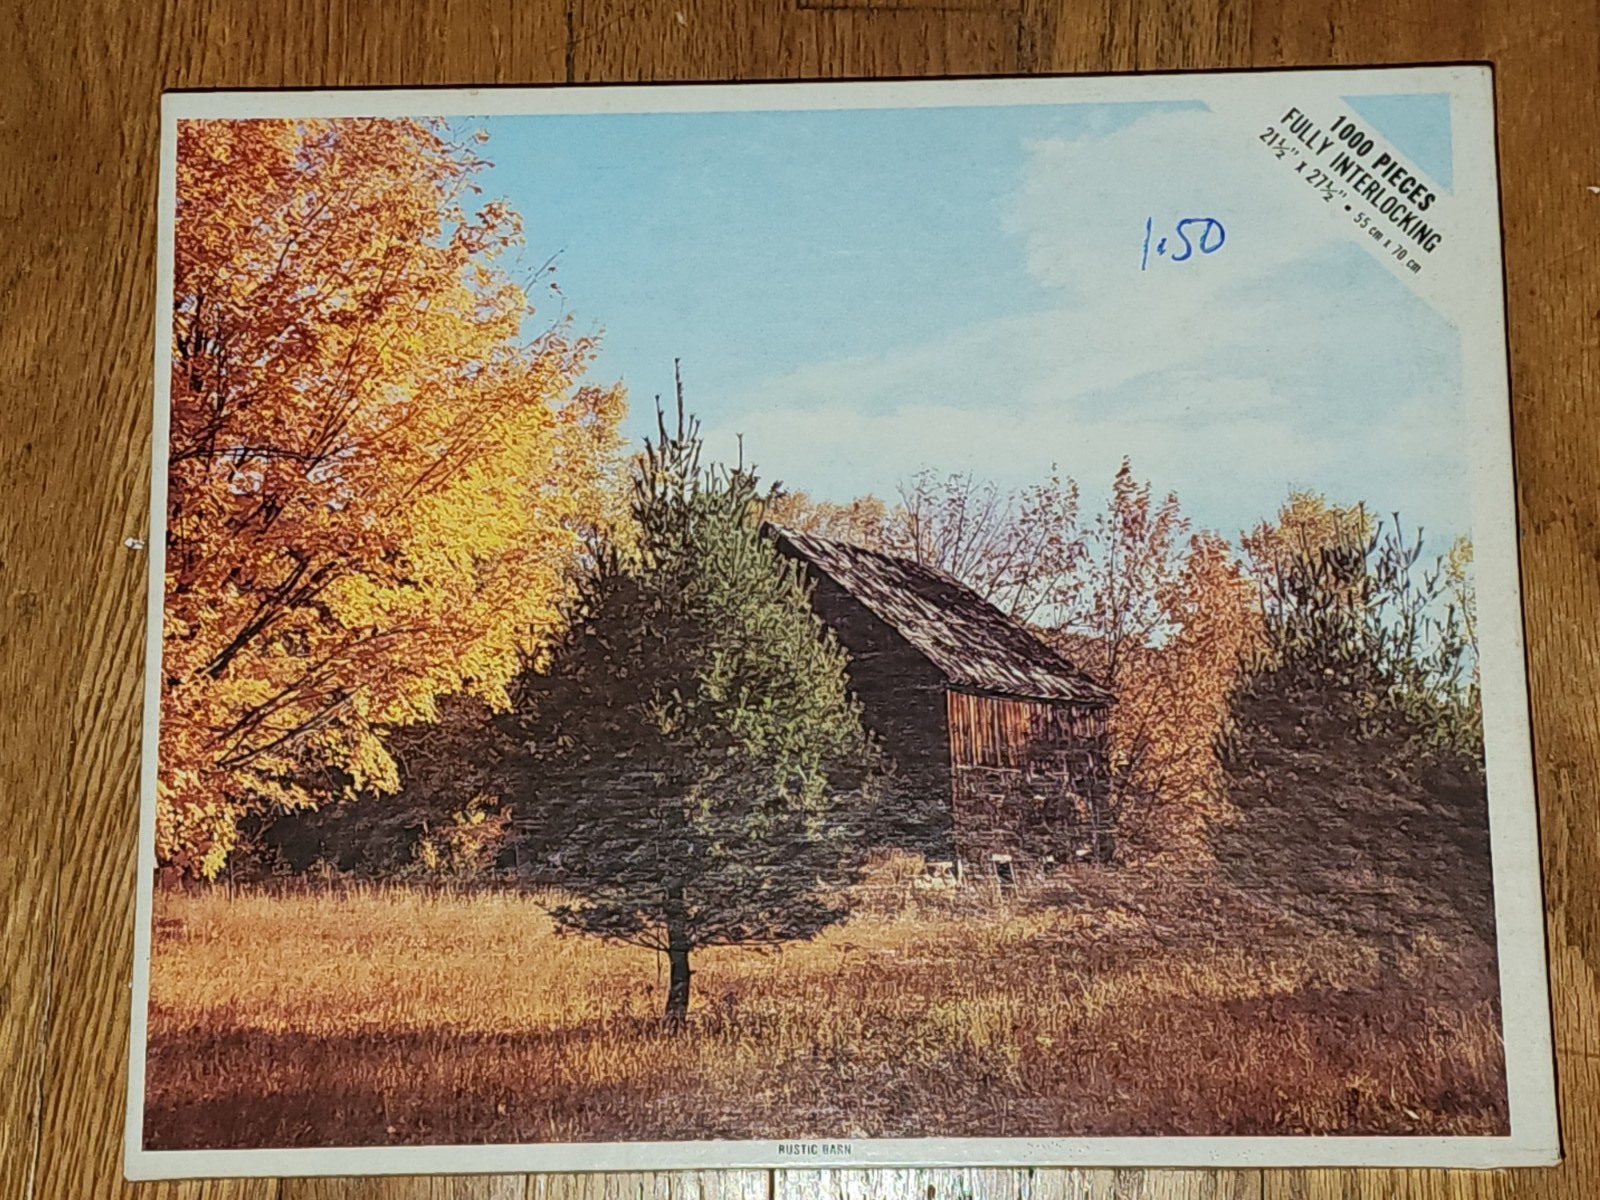 1000 PIECES
FULLY INTERLOCKING
21½" x 27½" • 55 cm x 70 cm
1.50
RUSTIC BARN